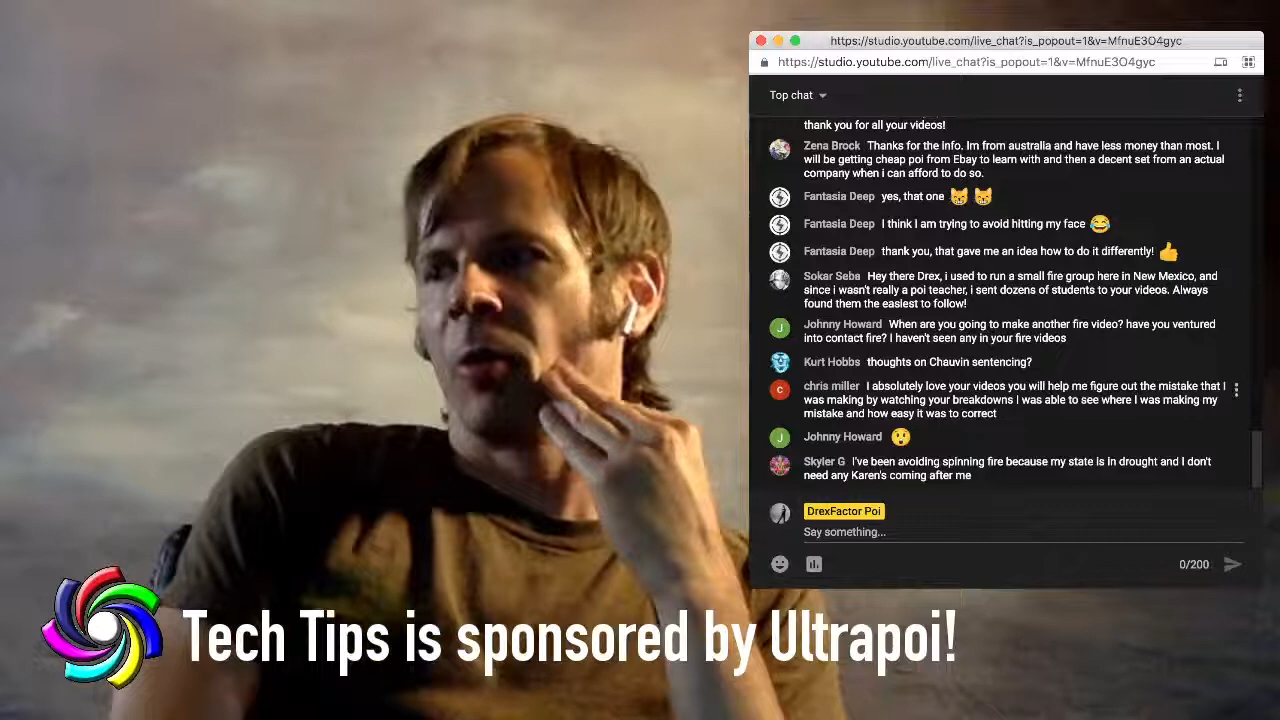 https://studio.youtube.com/live_chat?is_popout=1&v=MfnuE3O4gyc
https://studio.youtube.com/live_chat?is_popout=1&v=MfnuE3O4gyc
Top chat
thank you for all your videos!
Zena Brock Thanks for the info. Im from australia and have less money than most. I
will be getting cheap poi from Ebay to learn with and then a decent set from an actual
company when i can afford to do so.
Fantasia Deep yes, that one 😸 😸
Fantasia Deep I think I am trying to avoid hitting my face 😂
Fantasia Deep thank you, that gave me an idea how to do it differently! 👍
Sokar Seba Hey there Drex, i used to run a small fire group here in New Mexico, and
since i wasn't really a poi teacher, i sent dozens of students to your videos. Always
found them the easiest to follow!
J
Johnny Howard When are you going to make another fire video? have you ventured
into contact fire? I haven't seen any in your fire videos
Kurt Hobbs thoughts on Chauvin sentencing?
c
chris miller I absolutely love your videos you will help me figure out the mistake that I
was making by watching your breakdowns I was able to see where I was making my
mistake and how easy it was to correct
J
Johnny Howard 😲
Skyler G I've been avoiding spinning fire because my state is in drought and I don't
need any Karen's coming after me
DrexFactor Poi
Say something...
0/200
Tech Tips is sponsored by Ultrapoi!